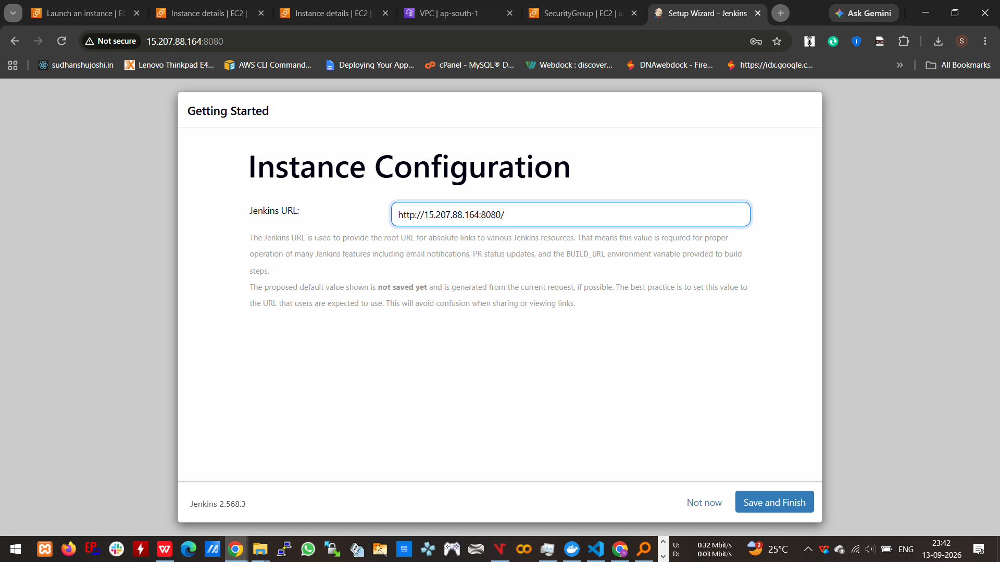 Launch an instance | EC
Instance details | EC2 |
Instance details | EC2 |
VPC | ap-south-1
SecurityGroup | EC2 | a
Setup Wizard - Jenkins
Ask Gemini
Not secure
15.207.88.164:8080
S
sudhanshujoshi.in
Lenovo Thinkpad E4...
AWS CLI Command...
Deploying Your App...
cPanel - MySQL® D...
Webdock : discover...
DNAwebdock - Fire...
https://idx.google.c...
All Bookmarks
Getting Started
Instance Configuration
Jenkins URL:
http://15.207.88.164:8080/
The Jenkins URL is used to provide the root URL for absolute links to various Jenkins resources. That means this value is required for proper
operation of many Jenkins features including email notifications, PR status updates, and the BUILD_URL environment variable provided to build
steps.
The proposed default value shown is not saved yet and is generated from the current request, if possible. The best practice is to set this value to
the URL that users are expected to use. This will avoid confusion when sharing or viewing links.
Jenkins 2.568.3
Not now
Save and Finish
U: 0.32 Mbit/s
D: 0.03 Mbit/s
2
25°C
ENG
23:42
13-09-2026